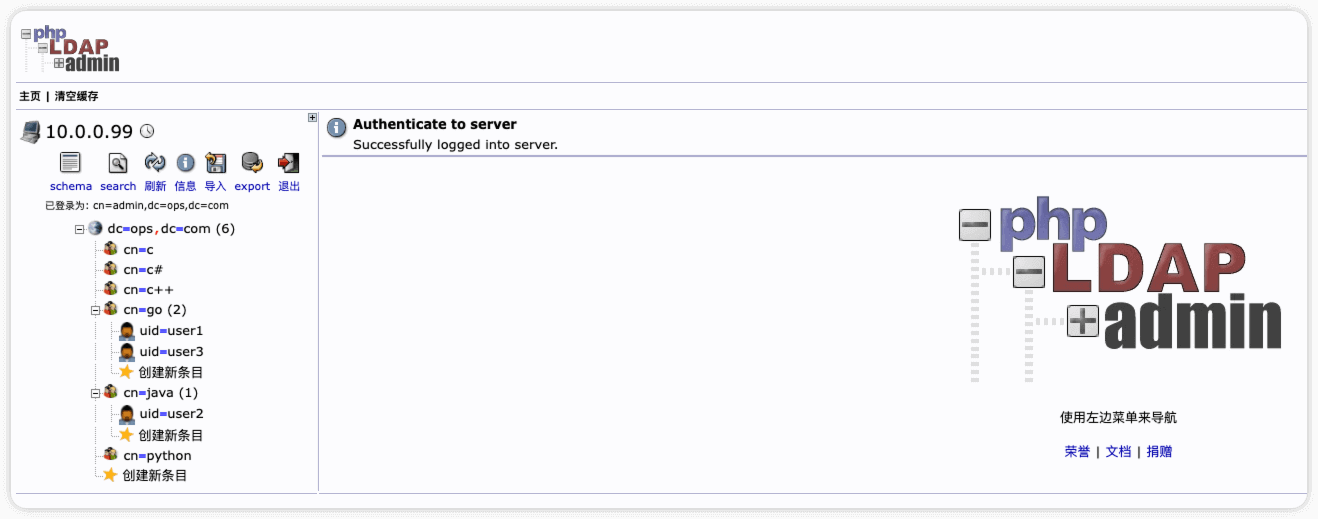 php
LDAP
admin
主页 | 清空缓存
10.0.0.99
schema search 刷新 信息 导入 export 退出
已登录为: cn=admin,dc=ops,dc=com
dc=ops,dc=com (6)
cn=c
cn=c#
cn=c++
cn=go (2)
uid=user1
uid=user3
创建新条目
cn=java (1)
uid=user2
创建新条目
cn=python
创建新条目
Authenticate to server
Successfully logged into server.
php
LDAP
admin
使用左边菜单来导航
荣誉 | 文档 | 捐赠